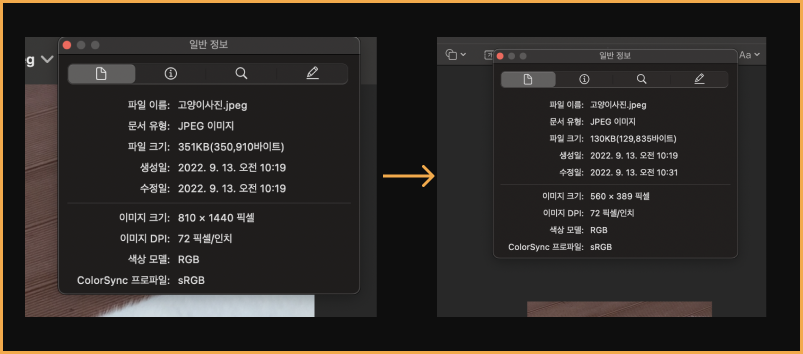 eg
일반 정보
파일 이름: 고양이사진.jpeg
문서 유형: JPEG 이미지
파일 크기: 351KB(350,910바이트)
생성일: 2022. 9. 13. 오전 10:19
수정일: 2022. 9. 13. 오전 10:19
이미지 크기: 810 × 1440 픽셀
이미지 DPI: 72 픽셀/인치
색상 모델: RGB
ColorSync 프로파일: sRGB
일반 정보
Aa
파일 이름: 고양이사진.jpeg
문서 유형: JPEG 이미지
파일 크기: 130KB(129,835바이트)
생성일: 2022. 9. 13. 오전 10:19
수정일: 2022. 9. 13. 오전 10:31
이미지 크기: 560 × 389 픽셀
이미지 DPI: 72 픽셀/인치
색상 모델: RGB
ColorSync 프로파일: sRGB